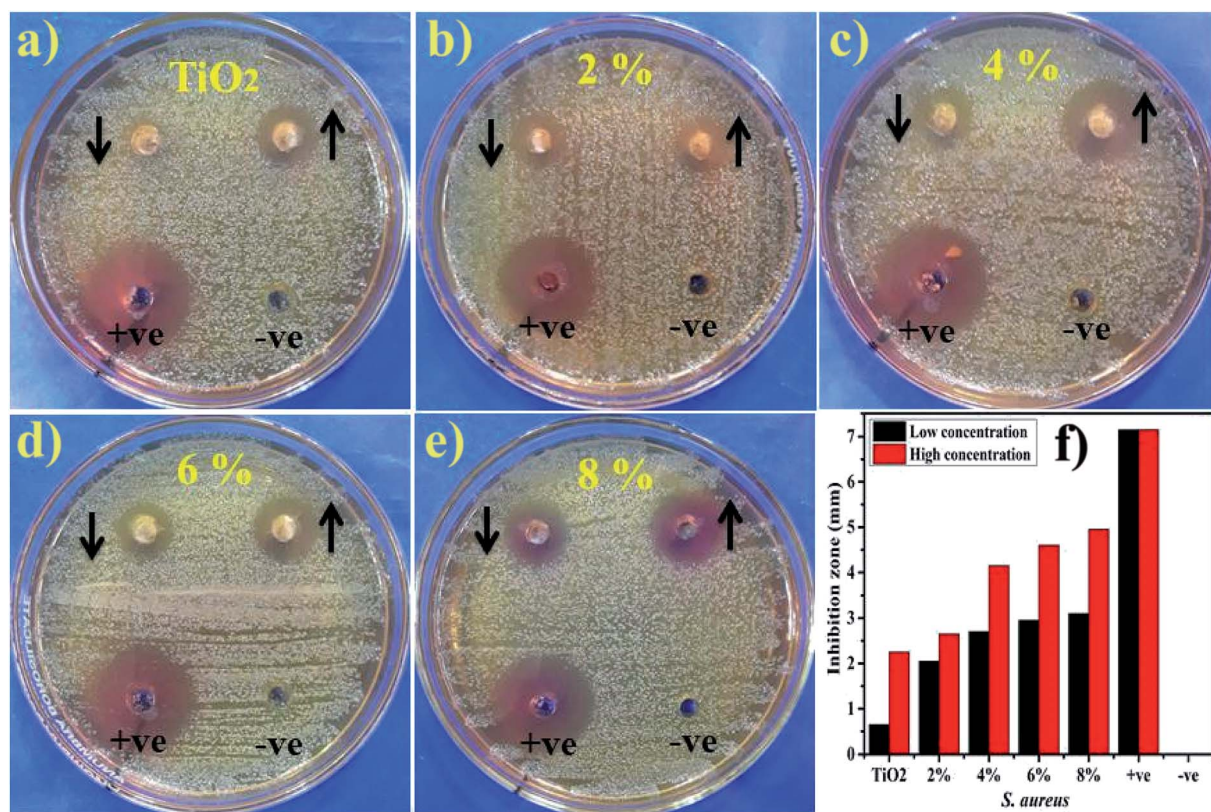 a)
TiO2
+ve
-ve
b)
2 %
+ve
-ve
c)
4 %
+ve
-ve
d)
6 %
+ve
-ve
e)
8 %
+ve
-ve
f)
Low concentration
High concentration
Inhibition zone (mm)
7
6
5
4
3
2
1
0
TiO2 2% 4% 6% 8% +ve -ve
S. aureus